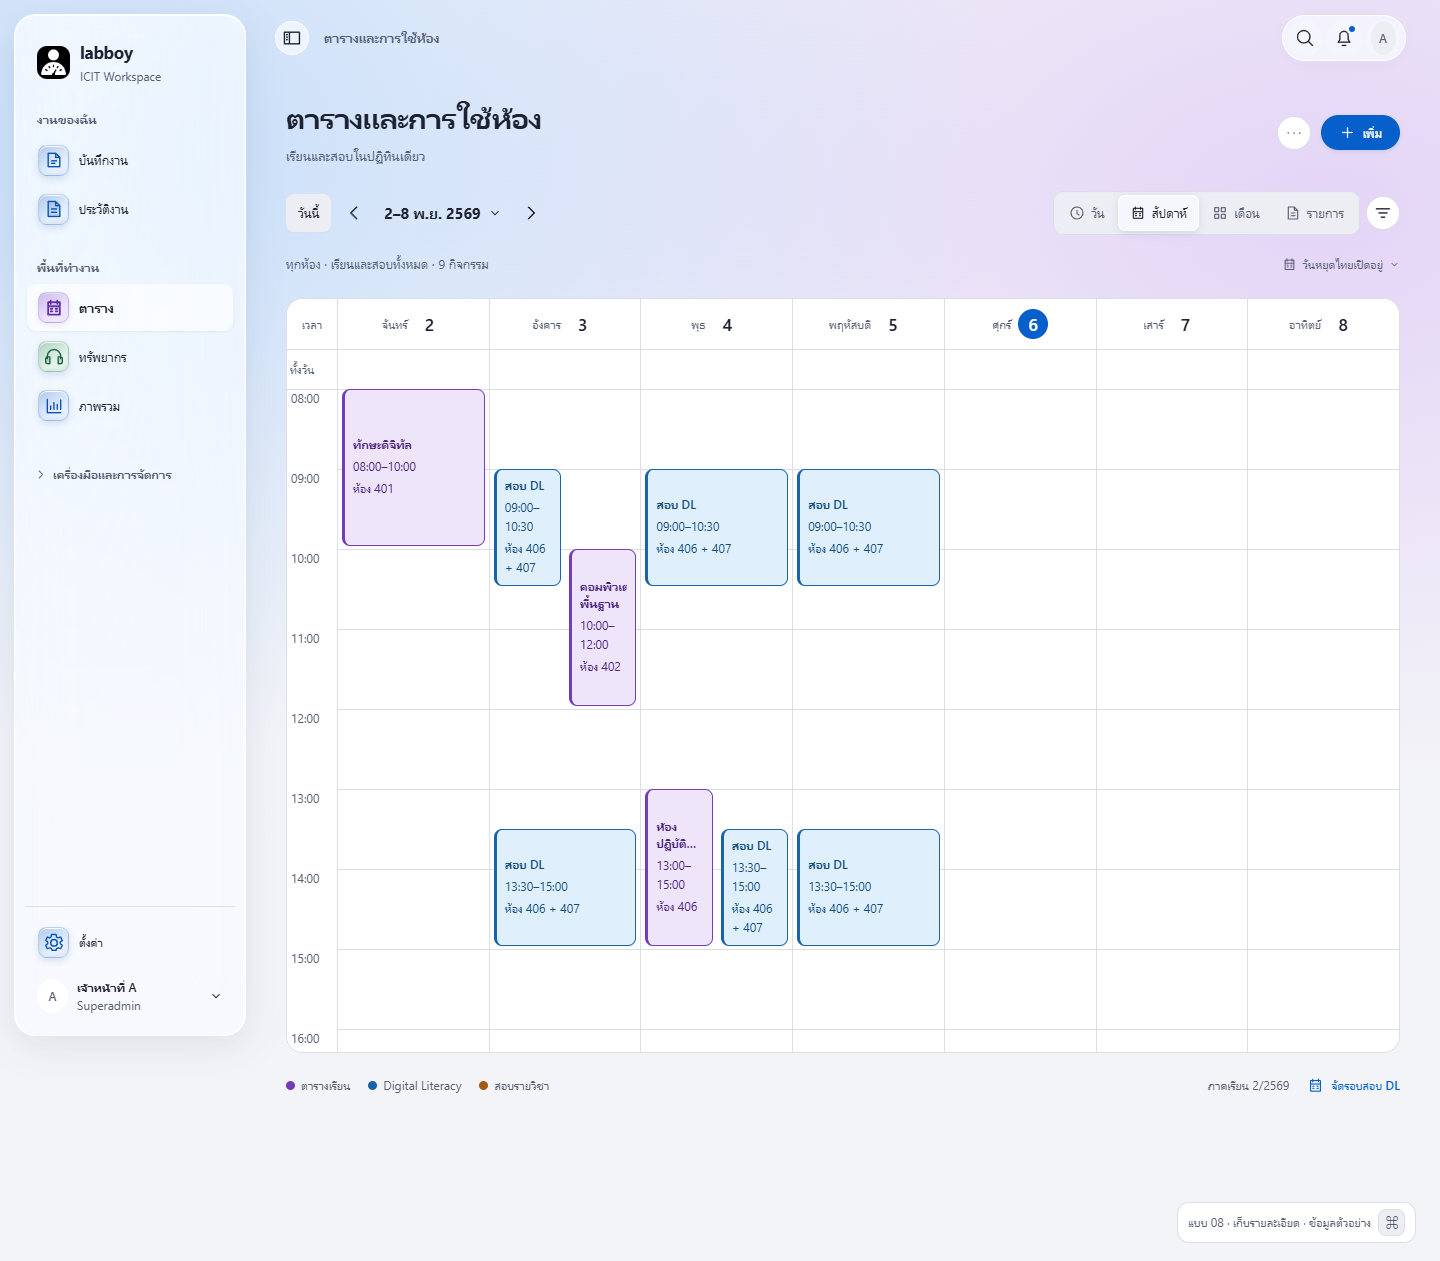 labboy
ICIT Workspace
งานของฉัน
บันทึกงาน
ประวัติงาน
พื้นที่ทำงาน
ตาราง
ทรัพยากร
ภาพรวม
เครื่องมือและการจัดการ
ตั้งค่า
A
เจ้าหน้าที่ A
Superadmin
ตารางและการใช้ห้อง
A
ตารางและการใช้ห้อง
เรียนและสอบในปฏิทินเดียว
เพิ่ม
วันนี้
2–8 พ.ย. 2569
วัน
สัปดาห์
เดือน
รายการ
ทุกห้อง · เรียนและสอบทั้งหมด · 9 กิจกรรม
วันหยุดไทยเปิดอยู่
เวลา
จันทร์ 2
อังคาร 3
พุธ 4
พฤหัสบดี 5
ศุกร์ 6
เสาร์ 7
อาทิตย์ 8
ทั้งวัน
08:00
09:00
10:00
11:00
12:00
13:00
14:00
15:00
16:00
ทักษะดิจิทัล
08:00–10:00
ห้อง 401
สอบ DL
09:00–
10:30
ห้อง 406
+ 407
คอมพิวเต
พื้นฐาน
10:00–
12:00
ห้อง 402
สอบ DL
13:30–15:00
ห้อง 406 + 407
สอบ DL
09:00–10:30
ห้อง 406 + 407
ห้อง
ปฏิบัติ...
13:00–
15:00
ห้อง 406
สอบ DL
13:30–
15:00
ห้อง 406
+ 407
สอบ DL
09:00–10:30
ห้อง 406 + 407
สอบ DL
13:30–15:00
ห้อง 406 + 407
ตารางเรียน
Digital Literacy
สอบรายวิชา
ภาคเรียน 2/2569
จัดรอบสอบ DL
แบบ 08 · เก็บรายละเอียด · ข้อมูลตัวอย่าง